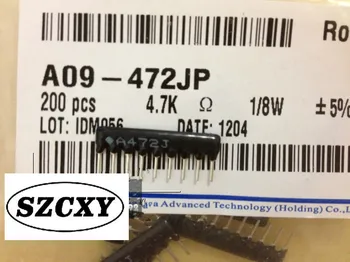 Ro
A09-472JP
200 pcs 4.7K Ω 1/8W ±5%
LOT: IDM056 DATE: 1204
A472J
SZCXY
Advanced Technology (Holding) Co.,L